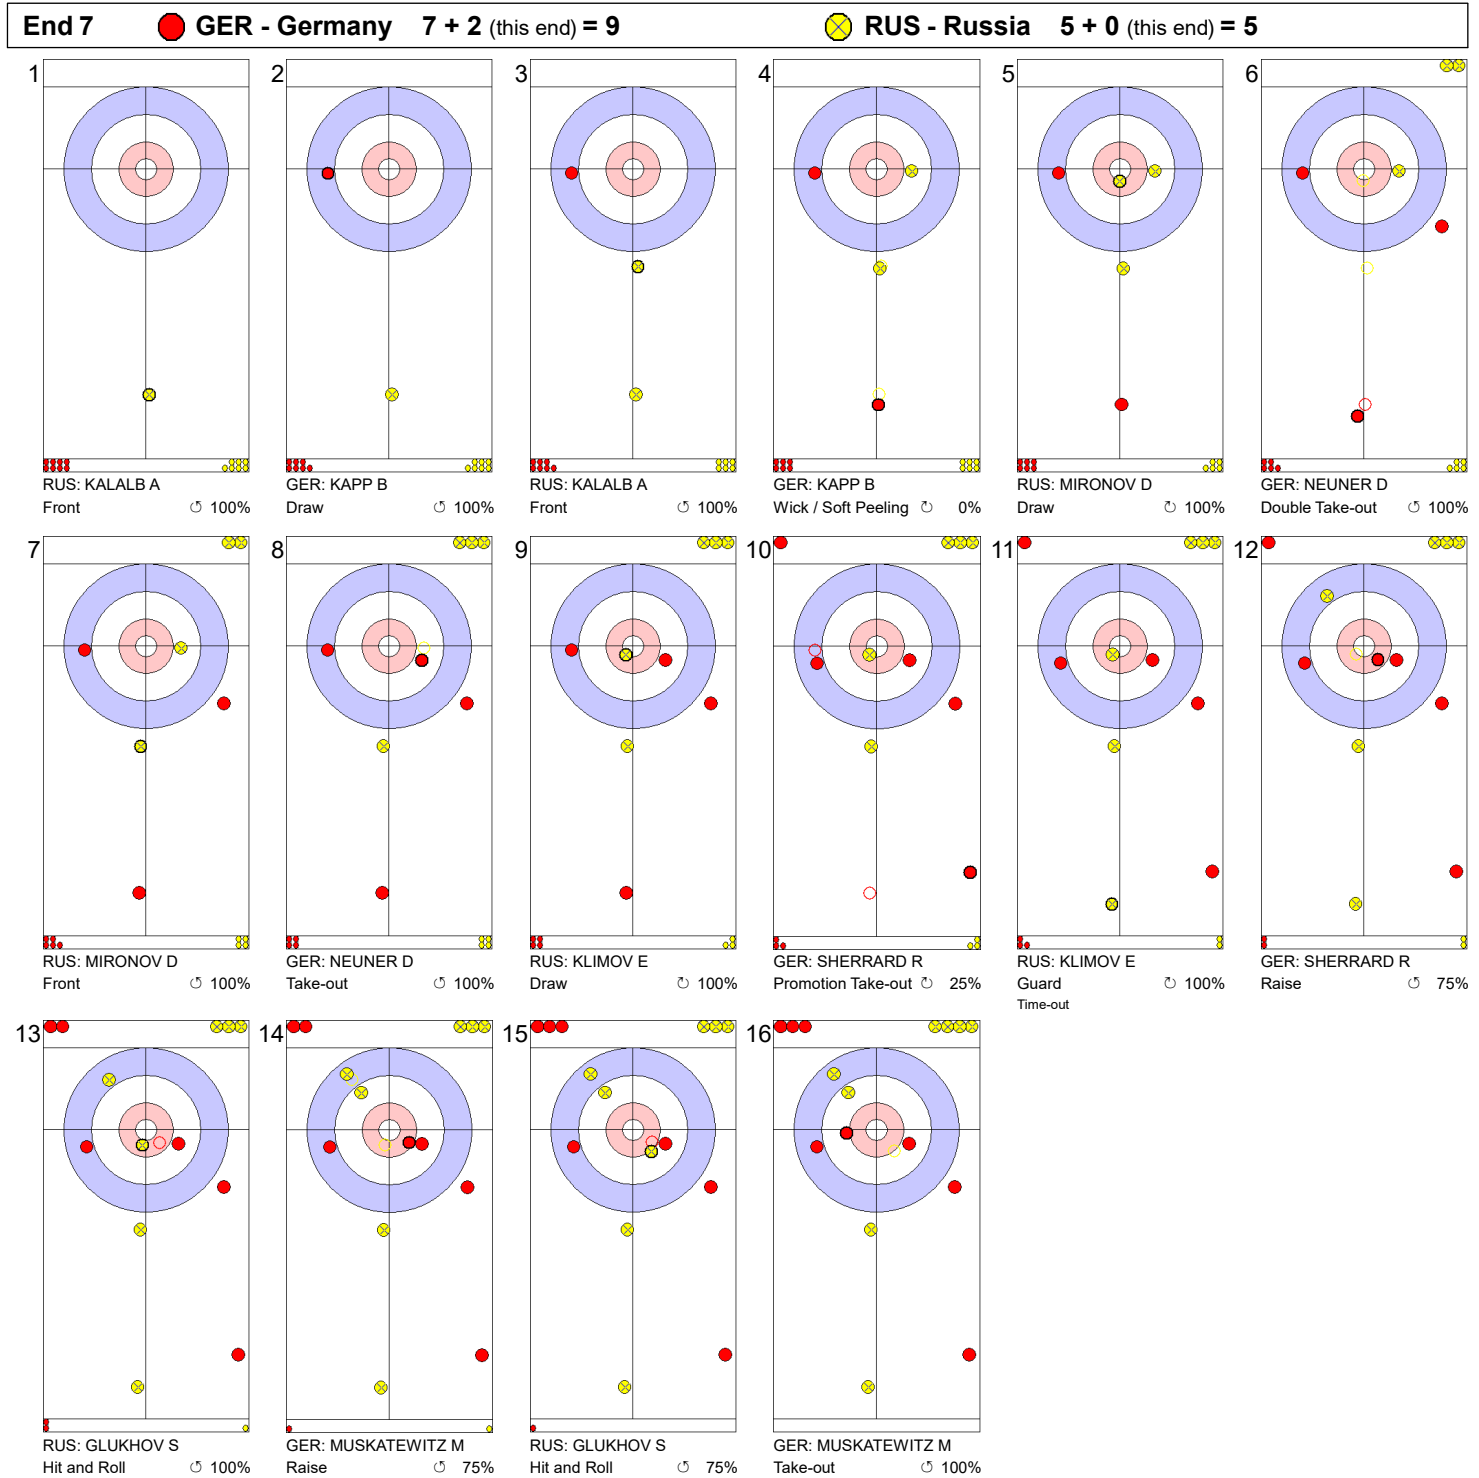 End 7 GER - Germany 7 + 2 (this end) = 9 RUS - Russia 5 + 0 (this end) = 5
1 2 3 4 5 6
RUS: KALALB A GER: KAPP B RUS: KALALB A GER: KAPP B RUS: MIRONOV D GER: NEUNER D
Front ↺ 100% Draw ↺ 100% Front ↺ 100% Wick / Soft Peeling ↻ 0% Draw ↺ 100% Double Take-out ↺ 100%
7 8 9 10 11 12
RUS: MIRONOV D GER: NEUNER D RUS: KLIMOV E GER: SHERRARD R RUS: KLIMOV E GER: SHERRARD R
Front ↺ 100% Take-out ↺ 100% Draw ↻ 100% Promotion Take-out ↻ 25% Guard ↺ 100% Raise ↺ 75%
Time-out
13 14 15 16
RUS: GLUKHOV S GER: MUSKATEWITZ M RUS: GLUKHOV S GER: MUSKATEWITZ M
Hit and Roll ↺ 100% Raise ↺ 75% Hit and Roll ↺ 75% Take-out ↺ 100%